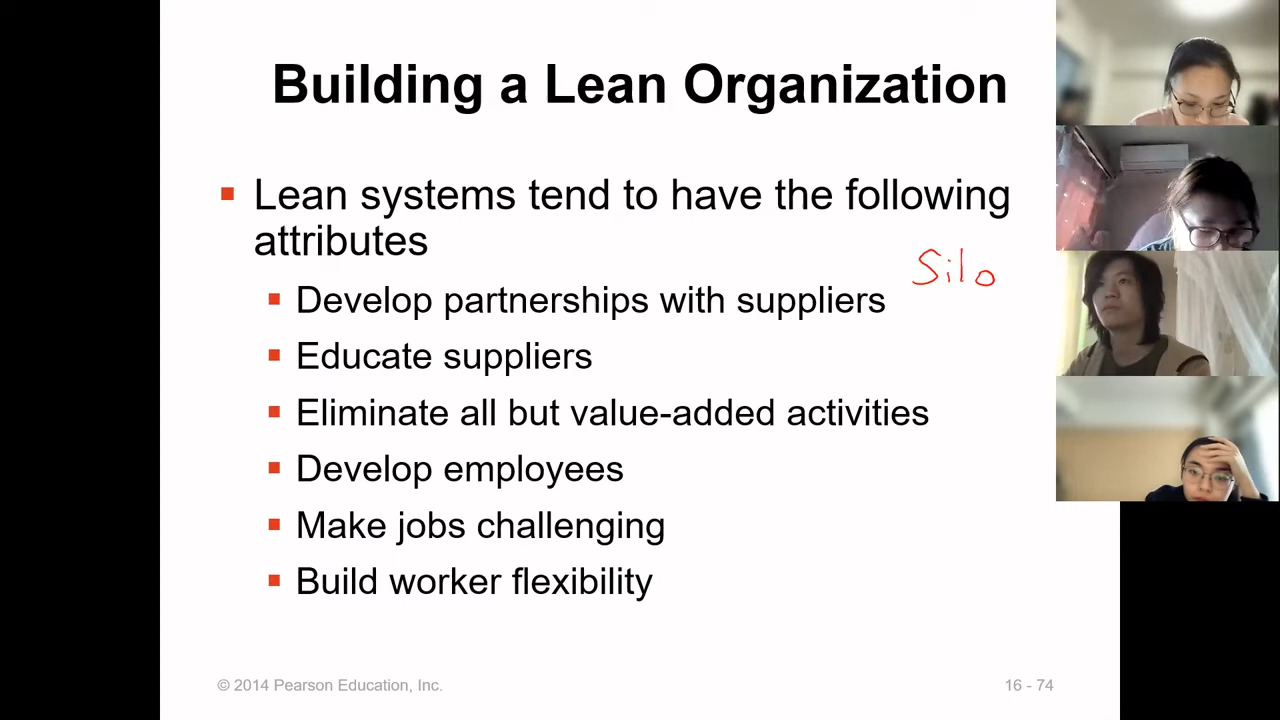 Building a Lean Organization
Lean systems tend to have the following
attributes
Silo
Develop partnerships with suppliers
Educate suppliers
Eliminate all but value-added activities
Develop employees
Make jobs challenging
Build worker flexibility
© 2014 Pearson Education, Inc.
16 - 74